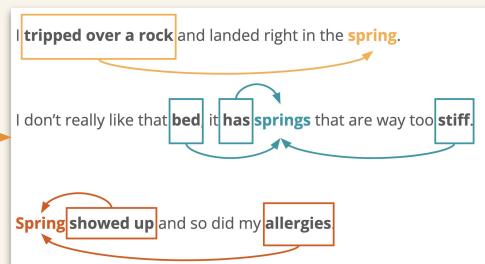 I tripped over a rock and landed right in the spring.
I don't really like that bed, it has springs that are way too stiff.
Spring showed up and so did my allergies.